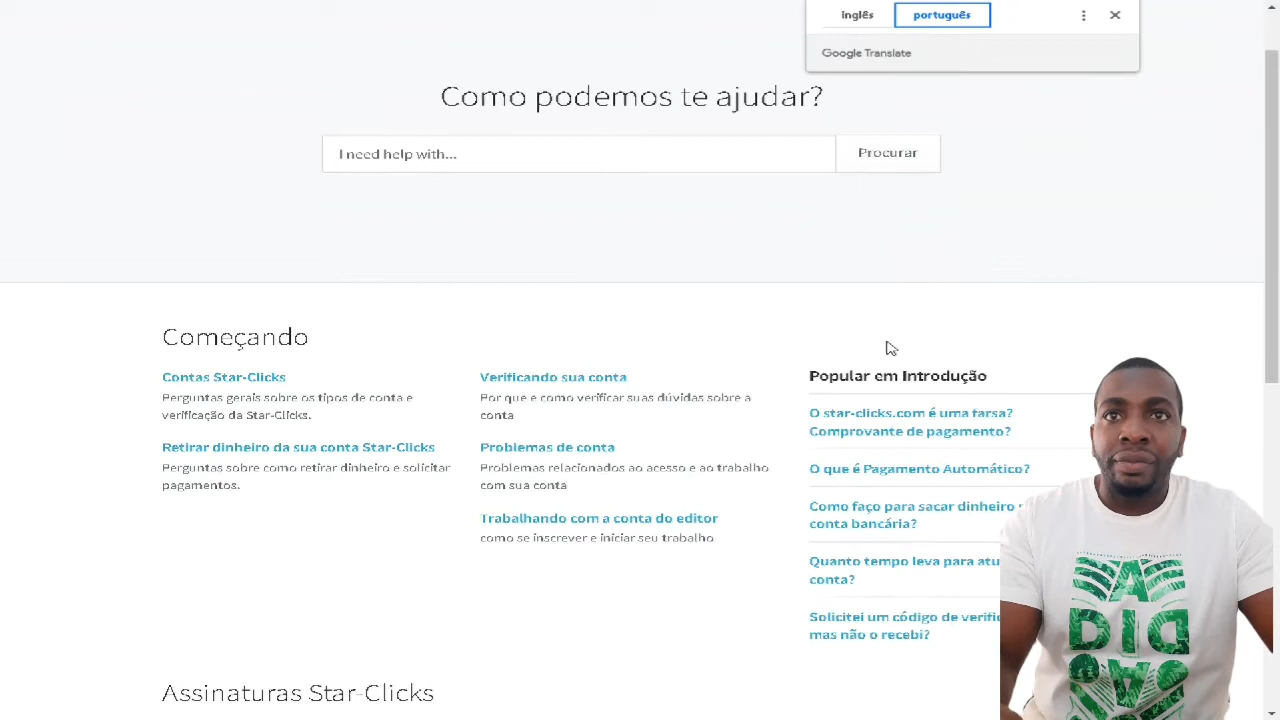 inglês português
Google Translate
Como podemos te ajudar?
I need help with... Procurar
Começando
Contas Star-Clicks
Perguntas gerais sobre os tipos de conta e
verificação da Star-Clicks.
Retirar dinheiro da sua conta Star-Clicks
Perguntas sobre como retirar dinheiro e solicitar
pagamentos.
Verificando sua conta
Por que e como verificar suas dúvidas sobre a
conta
Problemas de conta
Problemas relacionados ao acesso e ao trabalho
com sua conta
Trabalhando com a conta do editor
como se inscrever e iniciar seu trabalho
Popular em Introdução
O star-clicks.com é uma farsa?
Comprovante de pagamento?
O que é Pagamento Automático?
Como faço para sacar dinheiro
conta bancária?
Quanto tempo leva para
conta?
Solicitei um código de
mas não o recebi?
Assinaturas Star-Clicks
ADIDAS